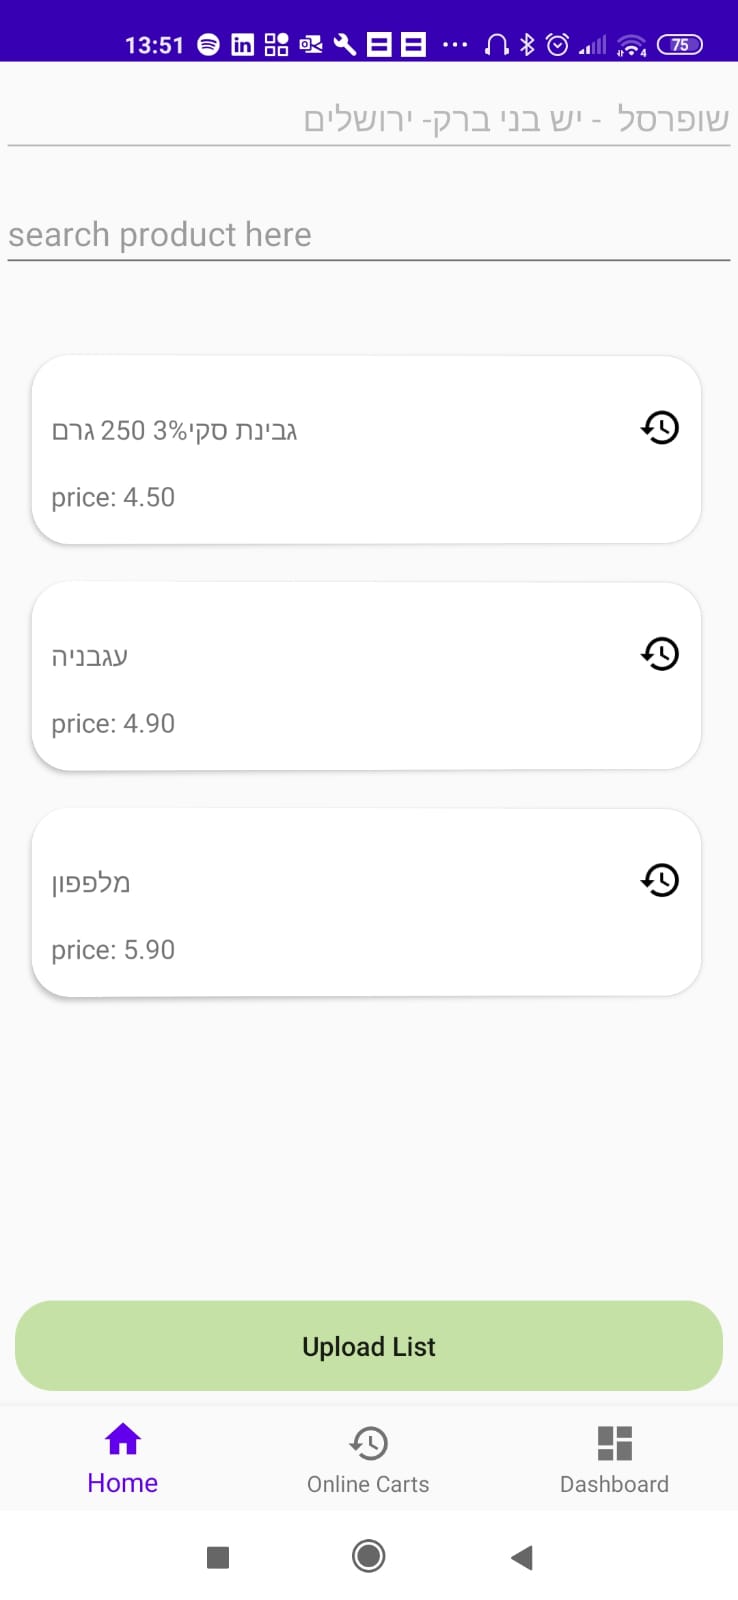 13:51
75
שופרסל - יש בני ברק- ירושלים
search product here
גבינת סקי3% 250 גרם
price: 4.50
עגבניה
price: 4.90
מלפפון
price: 5.90
Upload List
Home
Online Carts
Dashboard